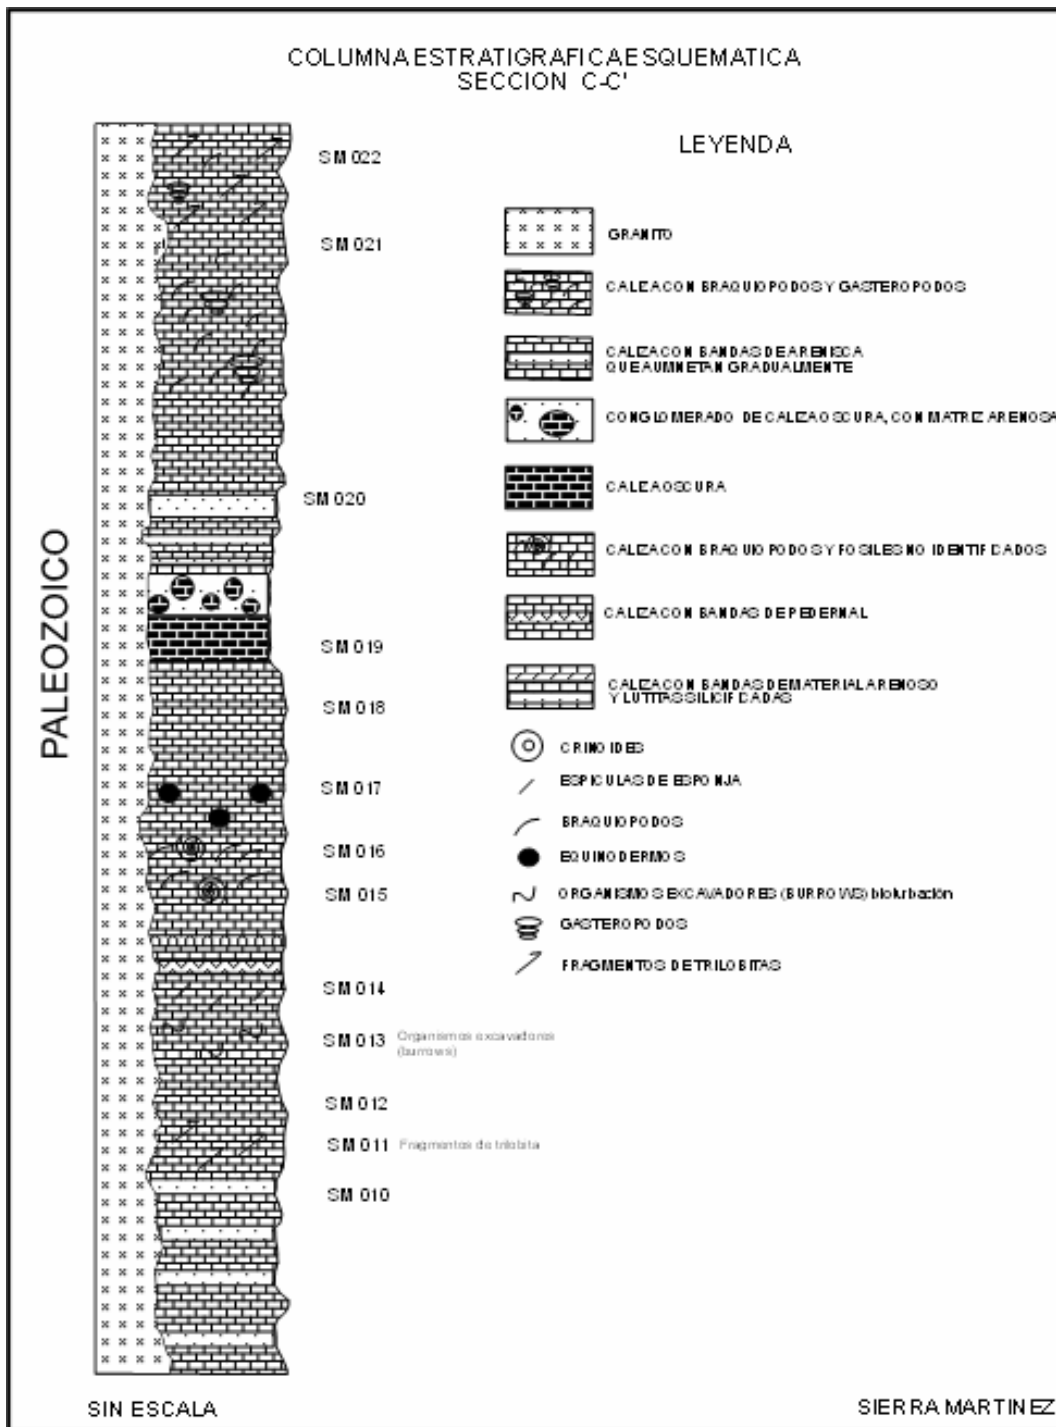 COLUMNA ESTRATIGRAFICA ESQUEMATICA
SECCION C-C'
LEYENDA
SM 022
SM 021
SM 020
SM 019
SM 018
SM 017
SM 016
SM 015
SM 014
SM 013 Organismos excavadores
(burrows)
SM 012
SM 011 Fragmentos de trilobita
SM 010
PALEOZOICO
GRANITO
CALIZA CON BRAQUIOPODOS Y GASTEROPODOS
CALIZA CON BANDAS DE ARENISCA
QUE AUMNETAN GRADUALMENTE
CONGLOMERADO DE CALIZA OSCURA, CON MATRIZ ARENOSA
CALIZA OSCURA
CALIZA CON BRAQUIOPODOS Y FOSILES NO IDENTIFICADOS
CALIZA CON BANDAS DE PEDERNAL
CALIZA CON BANDAS DE MATERIAL ARENOSO
Y LUTITAS SILICIFICADAS
CRINOIDES
ESPICULAS DE ESPONJA
BRAQUIOPODOS
EQUINODERMOS
ORGANISMOS EXCAVADORES (BURROWS) bioturbación
GASTEROPODOS
FRAGMENTOS DE TRILOBITAS
SIN ESCALA
SIERRA MARTINEZ